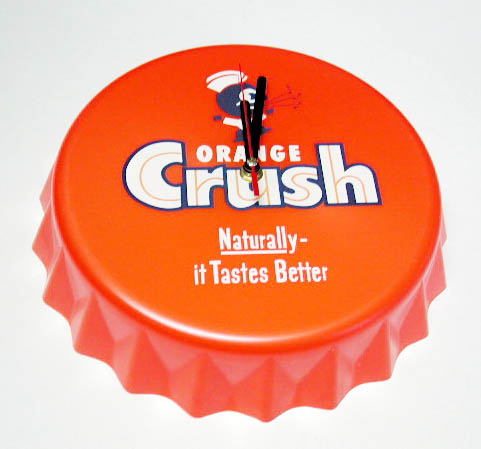 ORANGE
Crush
Naturally-
it Tastes Better